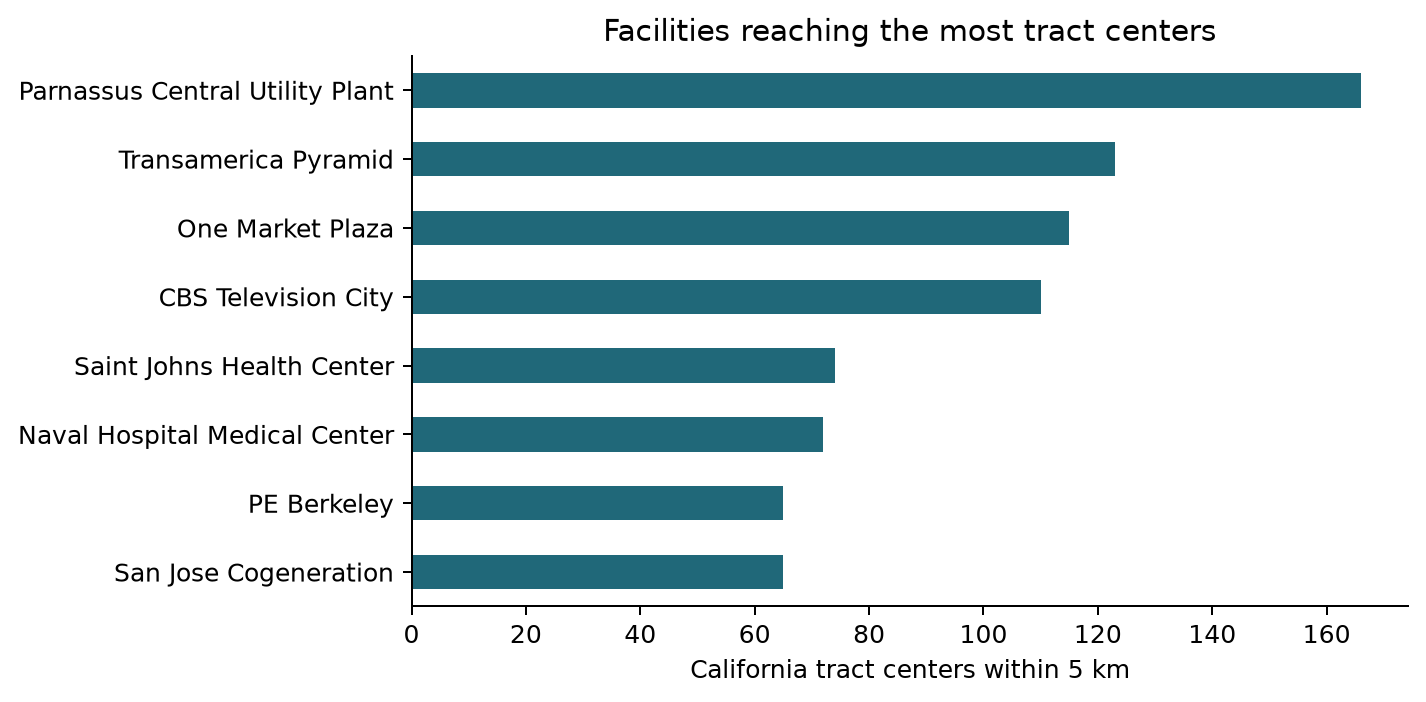 Facilities reaching the most tract centers
Parnassus Central Utility Plant
Transamerica Pyramid
One Market Plaza
CBS Television City
Saint Johns Health Center
Naval Hospital Medical Center
PE Berkeley
San Jose Cogeneration
0 20 40 60 80 100 120 140 160
California tract centers within 5 km